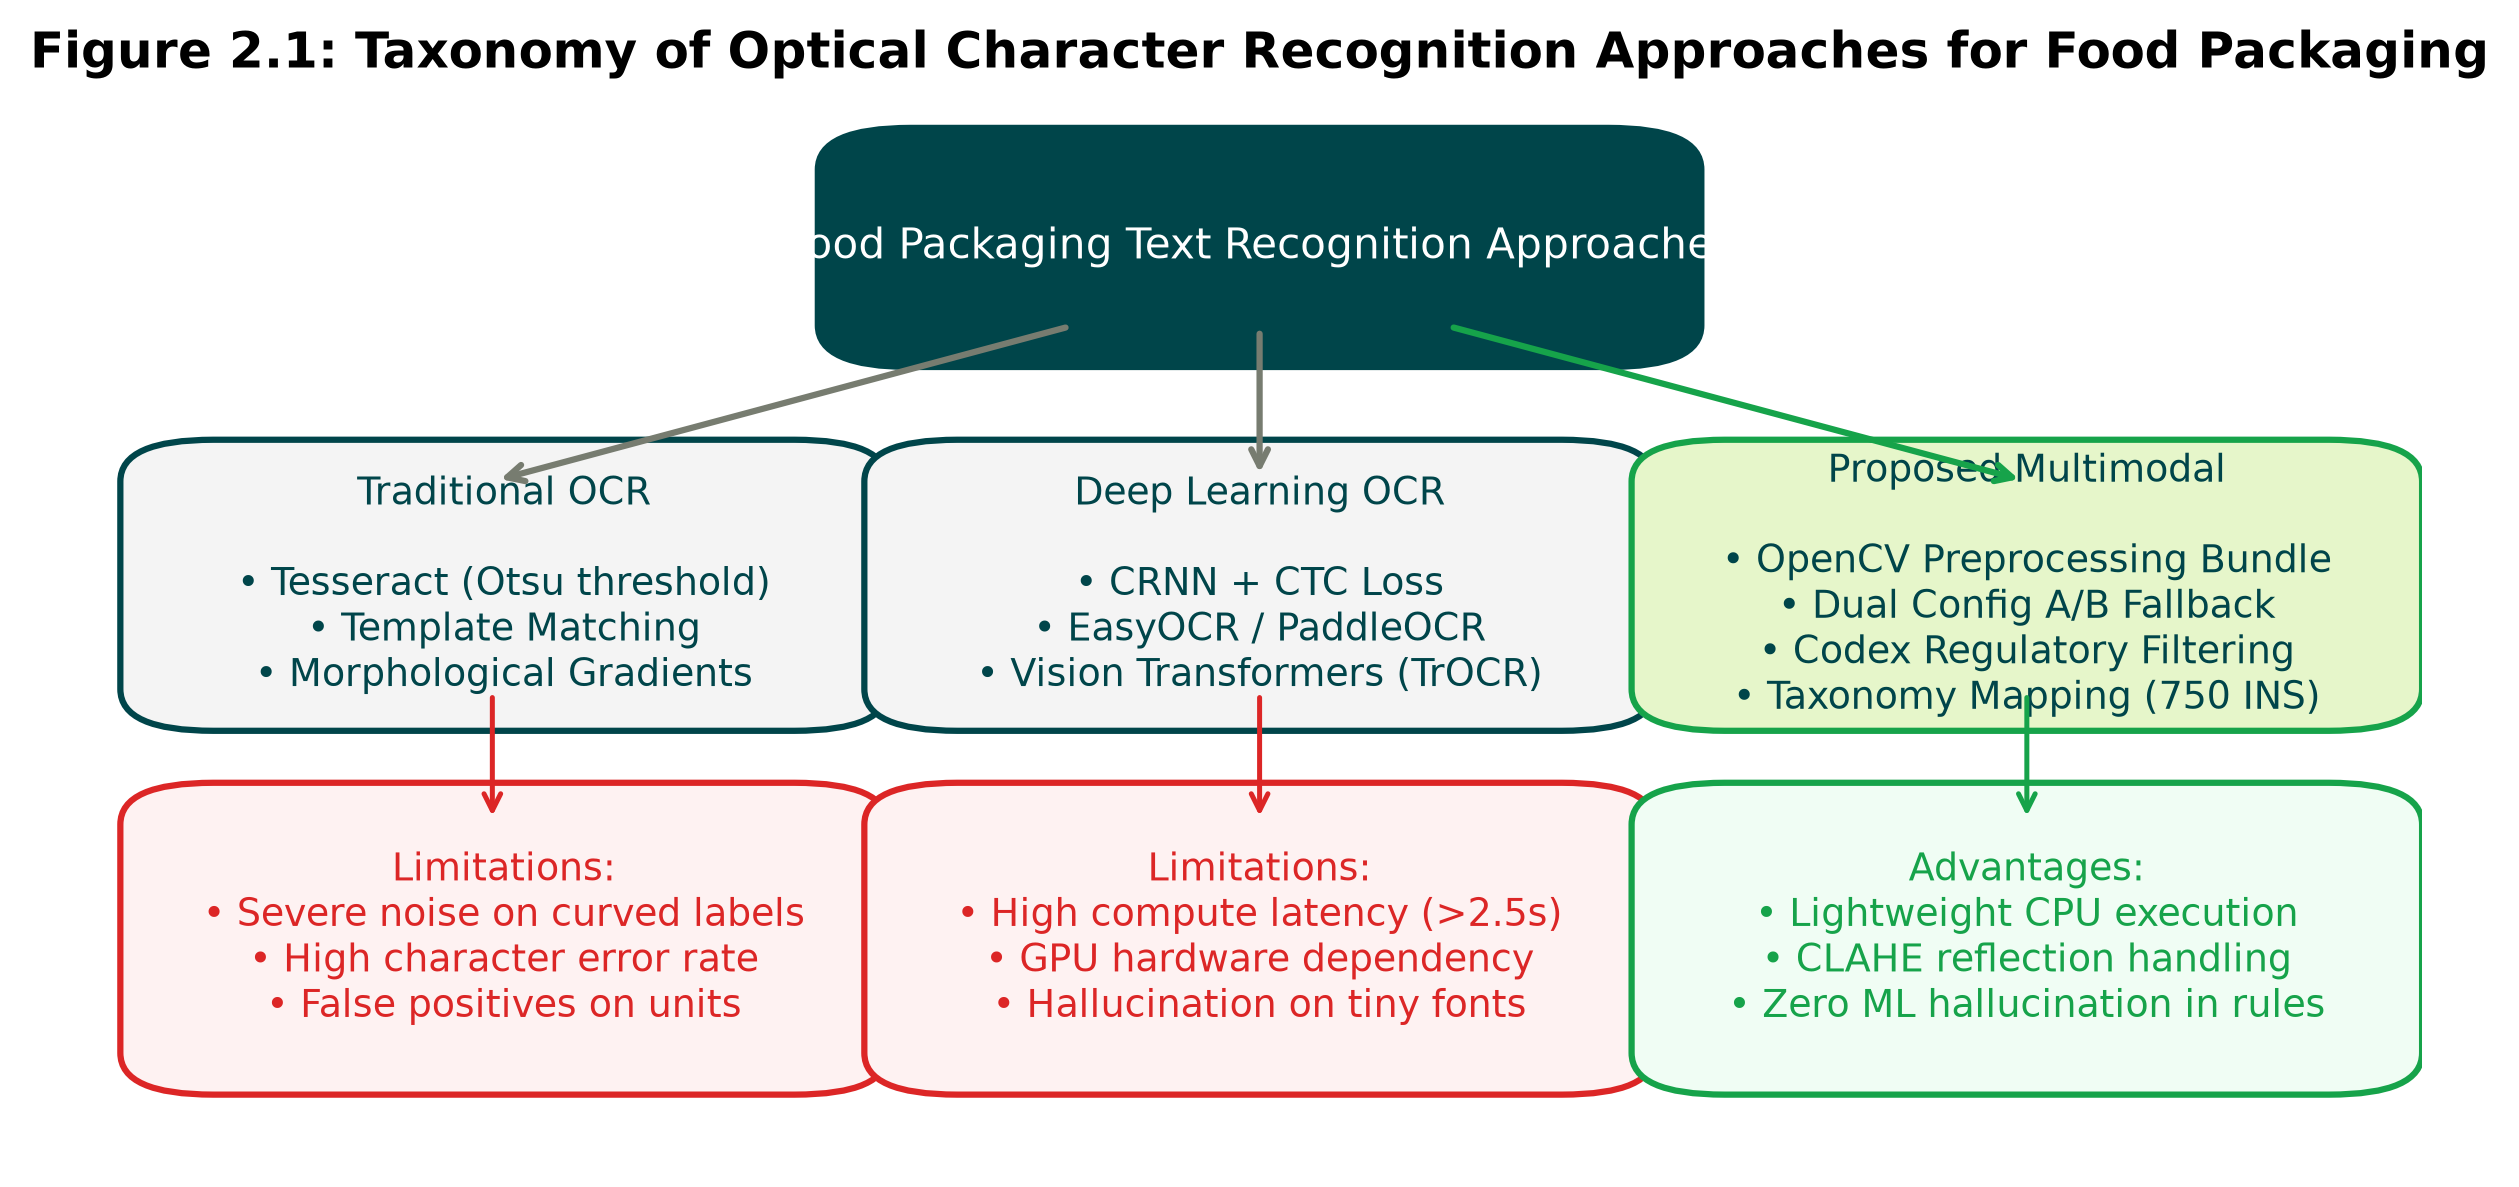 Figure 2.1: Taxonomy of Optical Character Recognition Approaches for Food Packaging
ood Packaging Text Recognition Approache
Traditional OCR
• Tesseract (Otsu threshold)
• Template Matching
• Morphological Gradients
Deep Learning OCR
• CRNN + CTC Loss
• EasyOCR / PaddleOCR
• Vision Transformers (TrOCR)
Proposed Multimodal
• OpenCV Preprocessing Bundle
• Dual Config A/B Fallback
• Codex Regulatory Filtering
• Taxonomy Mapping (750 INS)
Limitations:
• Severe noise on curved labels
• High character error rate
• False positives on units
Limitations:
• High compute latency (>2.5s)
• GPU hardware dependency
• Hallucination on tiny fonts
Advantages:
• Lightweight CPU execution
• CLAHE reflection handling
• Zero ML hallucination in rules